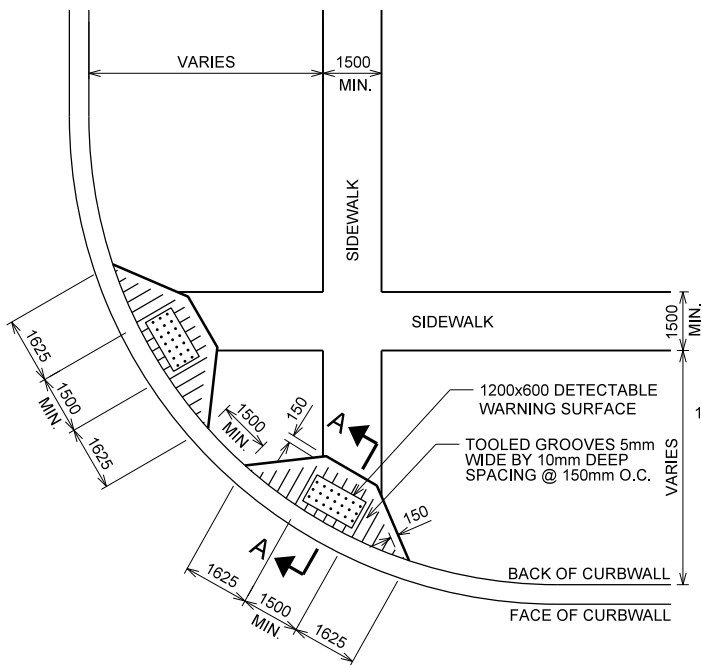 VARIES
1500
MIN.
SIDEWALK
SIDEWALK
1500
MIN.
1625
1500
MIN.
1625
1500
MIN.
150
A
1200x600 DETECTABLE
WARNING SURFACE
TOOLED GROOVES 5mm
WIDE BY 10mm DEEP
SPACING @ 150mm O.C.
1
VARIES
150
A
1625
1500
MIN.
1625
BACK OF CURBWALL
FACE OF CURBWALL